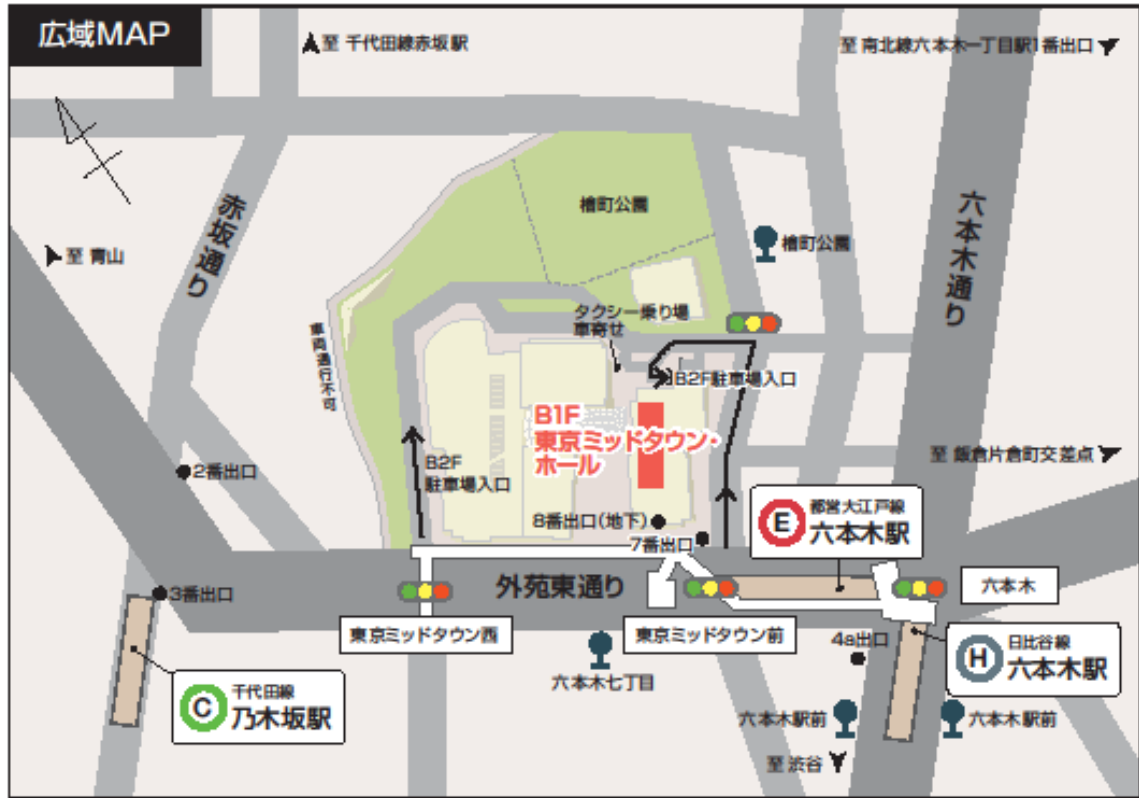 広域MAP
至 千代田線赤坂駅
至 南北線六本木一丁目駅1番出口
赤坂通り
六本木通り
檜町公園
檜町公園
至 青山
タクシー乗り場
車寄せ
車両通行不可
B2F駐車場入口
B1F
東京ミッドタウン・
ホール
B2F
駐車場入口
至 飯倉片倉町交差点
2番出口
8番出口(地下)
7番出口
E
都営大江戸線
六本木駅
3番出口
外苑東通り
六本木
東京ミッドタウン西
東京ミッドタウン前
4a出口
H
日比谷線
六本木駅
六本木七丁目
C
千代田線
乃木坂駅
六本木駅前
六本木駅前
至 渋谷